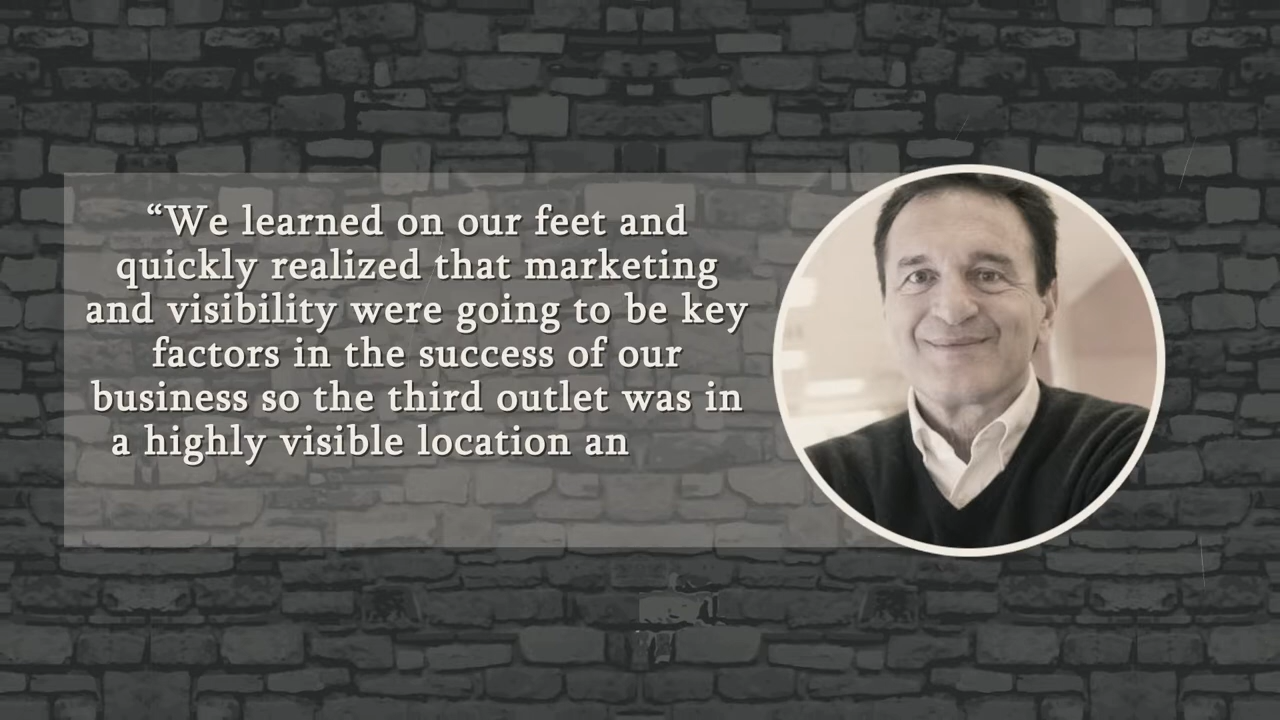 “We learned on our feet and
quickly realized that marketing
and visibility were going to be key
factors in the success of our
business so the third outlet was in
a highly visible location an